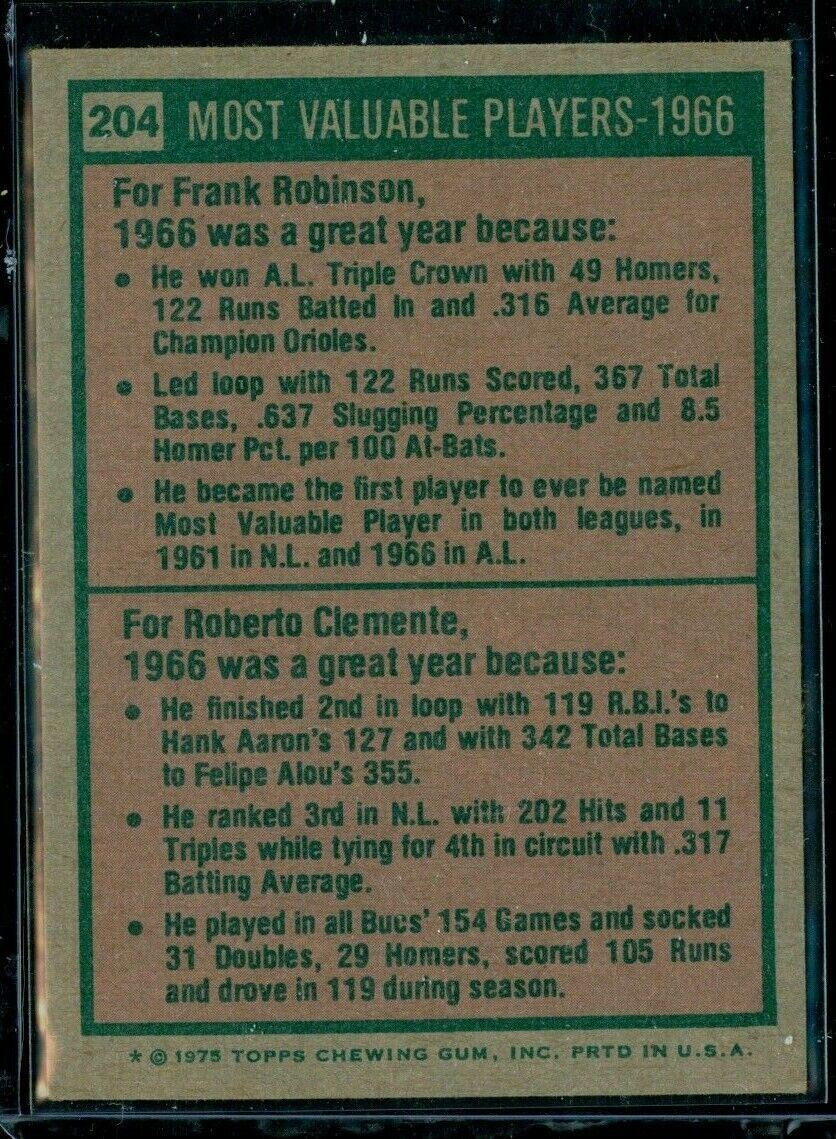 204 MOST VALUABLE PLAYERS-1966
For Frank Robinson,
1966 was a great year because:
• He won A.L. Triple Crown with 49 Homers,
122 Runs Batted In and .316 Average for
Champion Orioles.
• Led loop with 122 Runs Scored, 367 Total
Bases, .637 Slugging Percentage and 8.5
Homer Pct. per 100 At-Bats.
• He became the first player to ever be named
Most Valuable Player in both leagues, in
1961 in N.L. and 1966 in A.L.
For Roberto Clemente,
1966 was a great year because:
• He finished 2nd in loop with 119 R.B.I.'s to
Hank Aaron's 127 and with 342 Total Bases
to Felipe Alou's 355.
• He ranked 3rd in N.L. with 202 Hits and 11
Triples while tying for 4th in circuit with .317
Batting Average.
• He played in all Bucs' 154 Games and socked
31 Doubles, 29 Homers, scored 105 Runs
and drove in 119 during season.
* © 1975 TOPPS CHEWING GUM, INC. PRTD IN U.S.A.